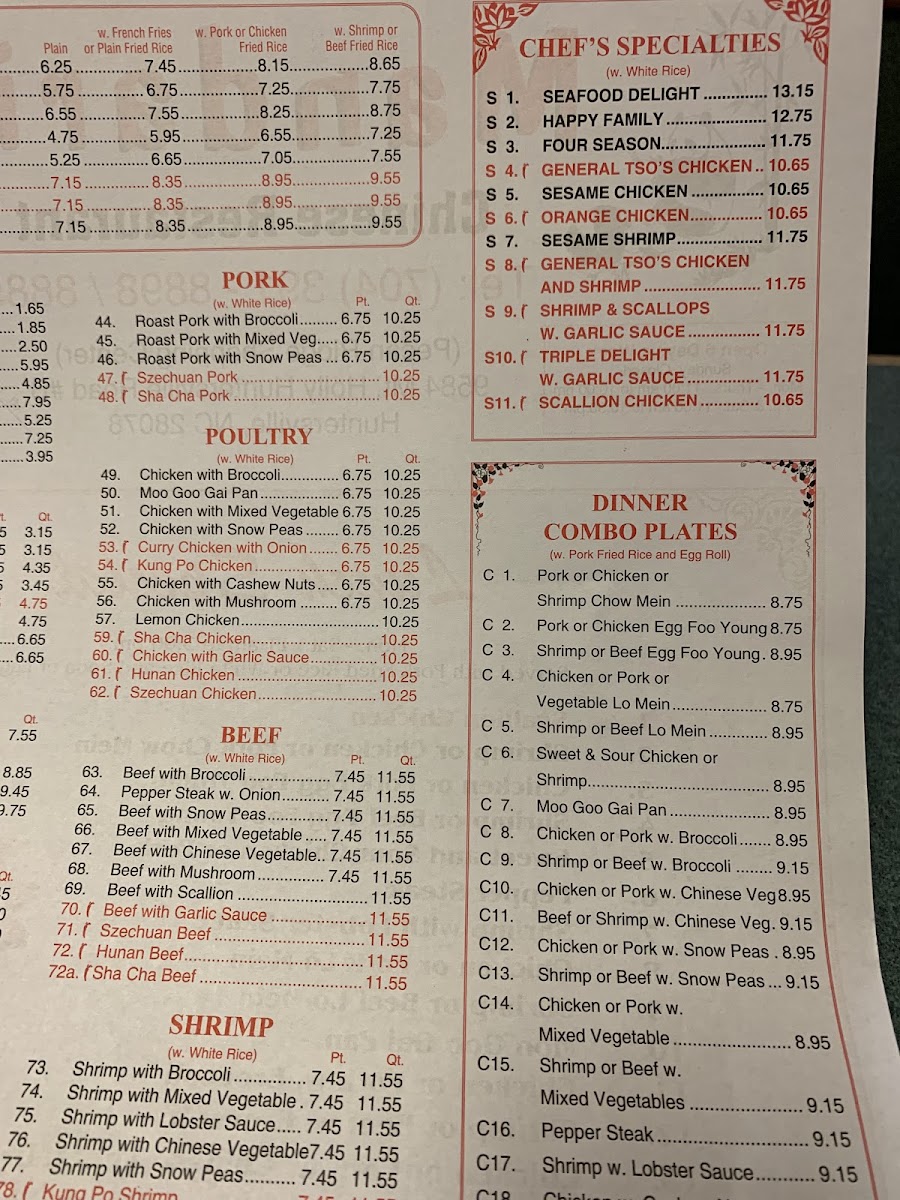 Plain
w. French Fries or Plain Fried Rice
w. Pork or Chicken Fried Rice
w. Shrimp or Beef Fried Rice
6.25 7.45 8.15 8.65
5.75 6.75 7.25 7.75
6.55 7.55 8.25 8.75
4.75 5.95 6.55 7.25
5.25 6.65 7.05 7.55
7.15 8.35 8.95 9.55
7.15 8.35 8.95 9.55
7.15 8.35 8.95 9.55
1.65
1.85
2.50
5.95
4.85
7.95
5.25
7.25
3.95
Qt.
3.15
3.15
4.35
3.45
4.75
4.75
6.65
6.65
Qt.
7.55
8.85
9.45
9.75
Qt.
PORK
(w. White Rice) Pt. Qt.
44. Roast Pork with Broccoli 6.75 10.25
45. Roast Pork with Mixed Veg. 6.75 10.25
46. Roast Pork with Snow Peas 6.75 10.25
47. Szechuan Pork 10.25
48. Sha Cha Pork 10.25
POULTRY
(w. White Rice) Pt. Qt.
49. Chicken with Broccoli 6.75 10.25
50. Moo Goo Gai Pan 6.75 10.25
51. Chicken with Mixed Vegetable 6.75 10.25
52. Chicken with Snow Peas 6.75 10.25
53. Curry Chicken with Onion 6.75 10.25
54. Kung Po Chicken 6.75 10.25
55. Chicken with Cashew Nuts 6.75 10.25
56. Chicken with Mushroom 6.75 10.25
57. Lemon Chicken 10.25
59. Sha Cha Chicken 10.25
60. Chicken with Garlic Sauce 10.25
61. Hunan Chicken 10.25
62. Szechuan Chicken 10.25
BEEF
(w. White Rice) Pt. Qt.
63. Beef with Broccoli 7.45 11.55
64. Pepper Steak w. Onion 7.45 11.55
65. Beef with Snow Peas 7.45 11.55
66. Beef with Mixed Vegetable 7.45 11.55
67. Beef with Chinese Vegetable 7.45 11.55
68. Beef with Mushroom 7.45 11.55
69. Beef with Scallion 11.55
70. Beef with Garlic Sauce 11.55
71. Szechuan Beef 11.55
72. Hunan Beef 11.55
72a. Sha Cha Beef 11.55
SHRIMP
(w. White Rice) Pt. Qt.
73. Shrimp with Broccoli 7.45 11.55
74. Shrimp with Mixed Vegetable 7.45 11.55
75. Shrimp with Lobster Sauce 7.45 11.55
76. Shrimp with Chinese Vegetable 7.45 11.55
77. Shrimp with Snow Peas 7.45 11.55
78. Kung Po Shrimp
CHEF'S SPECIALTIES
(w. White Rice)
S 1. SEAFOOD DELIGHT 13.15
S 2. HAPPY FAMILY 12.75
S 3. FOUR SEASON 11.75
S 4. GENERAL TSO'S CHICKEN 10.65
S 5. SESAME CHICKEN 10.65
S 6. ORANGE CHICKEN 10.65
S 7. SESAME SHRIMP 11.75
S 8. GENERAL TSO'S CHICKEN
AND SHRIMP 11.75
S 9. SHRIMP & SCALLOPS
W. GARLIC SAUCE 11.75
S10. TRIPLE DELIGHT
W. GARLIC SAUCE 11.75
S11. SCALLION CHICKEN 10.65
DINNER
COMBO PLATES
(w. Pork Fried Rice and Egg Roll)
C 1. Pork or Chicken or
Shrimp Chow Mein 8.75
C 2. Pork or Chicken Egg Foo Young 8.75
C 3. Shrimp or Beef Egg Foo Young 8.95
C 4. Chicken or Pork or
Vegetable Lo Mein 8.75
C 5. Shrimp or Beef Lo Mein 8.95
C 6. Sweet & Sour Chicken or
Shrimp 8.95
C 7. Moo Goo Gai Pan 8.95
C 8. Chicken or Pork w. Broccoli 8.95
C 9. Shrimp or Beef w. Broccoli 9.15
C10. Chicken or Pork w. Chinese Veg 8.95
C11. Beef or Shrimp w. Chinese Veg. 9.15
C12. Chicken or Pork w. Snow Peas 8.95
C13. Shrimp or Beef w. Snow Peas 9.15
C14. Chicken or Pork w.
Mixed Vegetable 8.95
C15. Shrimp or Beef w.
Mixed Vegetables 9.15
C16. Pepper Steak 9.15
C17. Shrimp w. Lobster Sauce 9.15
C18.